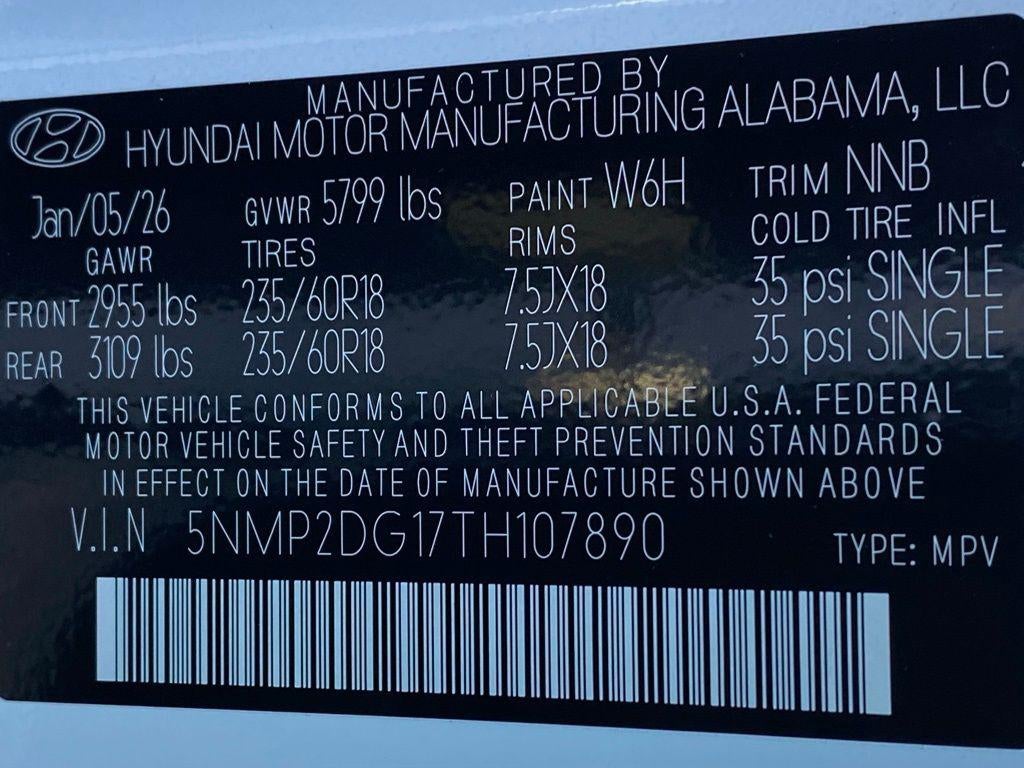 MANUFACTURED BY
HYUNDAI MOTOR MANUFACTURING ALABAMA, LLC
Jan/05/26 GVWR 5799 lbs PAINT W6H TRIM NNB
GAWR TIRES RIMS COLD TIRE INFL
FRONT 2955 lbs 235/60R18 7.5JX18 35 psi SINGLE
REAR 3109 lbs 235/60R18 7.5JX18 35 psi SINGLE
THIS VEHICLE CONFORMS TO ALL APPLICABLE U.S.A. FEDERAL
MOTOR VEHICLE SAFETY AND THEFT PREVENTION STANDARDS
IN EFFECT ON THE DATE OF MANUFACTURE SHOWN ABOVE
V.I.N 5NMP2DG17TH107890 TYPE: MPV